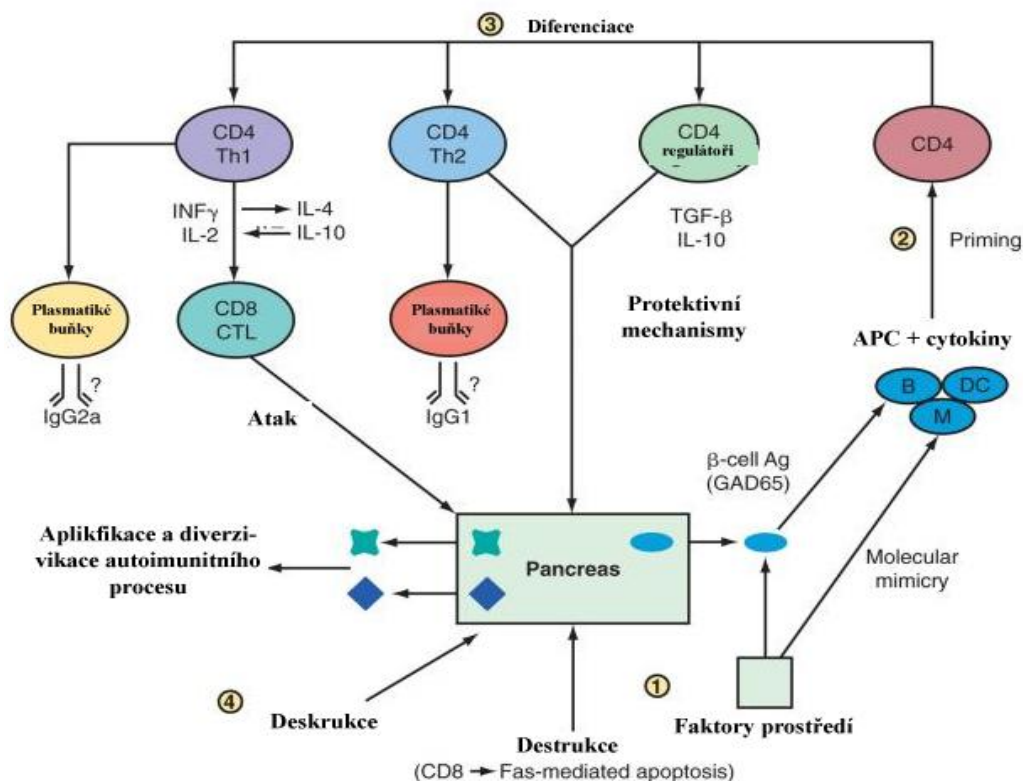 3 Diferenciace
CD4
Th1
CD4
Th2
CD4
regulátoři
CD4
INFγ
IL-2
IL-4
IL-10
TGF-β
IL-10
2 Priming
Plasmatiké
buňky
CD8
CTL
Plasmatiké
buňky
Protektivní
mechanismy
APC + cytokiny
B
DC
M
?
IgG2a
?
IgG1
Atak
β-cell Ag
(GAD65)
Aplikfikace a diverzi-
vikace autoimunitního
procesu
Pancreas
Molecular
mimicry
4
Deskrukce
1
Faktory prostředí
Destrukce
(CD8 → Fas-mediated apoptosis)